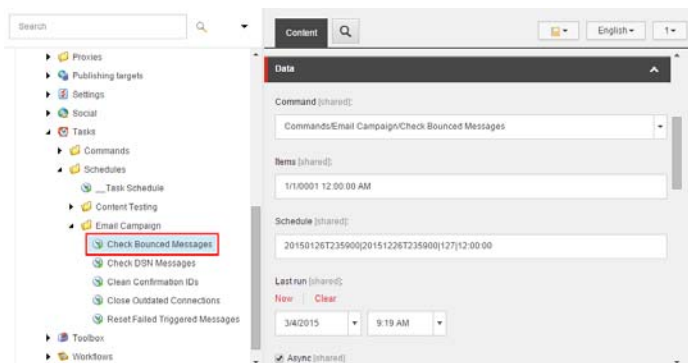 Search
Proxies
Publishing targets
Settings
Social
Tasks
Commands
Schedules
__Task Schedule
Content Testing
Email Campaign
Check Bounced Messages
Check DSN Messages
Clean Confirmation IDs
Close Outdated Connections
Reset Failed Triggered Messages
Toolbox
Workflows
Content
English
1
Data
Command [shared]:
Commands/Email Campaign/Check Bounced Messages
Items [shared]:
1/1/0001 12:00:00 AM
Schedule [shared]:
20150126T235900|20151226T235900|127|12:00:00
Last run [shared]:
Now Clear
3/4/2015 9:19 AM
Async [shared]